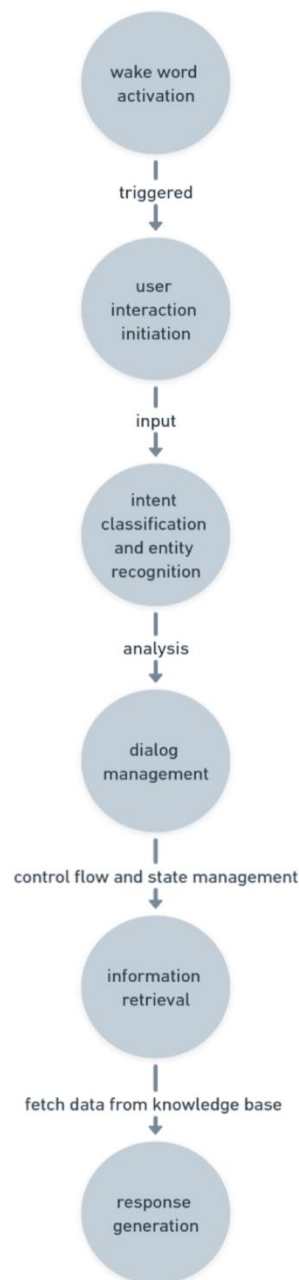 wake word
activation
triggered
user
interaction
initiation
input
intent
classification
and entity
recognition
analysis
dialog
management
control flow and state management
information
retrieval
fetch data from knowledge base
response
generation